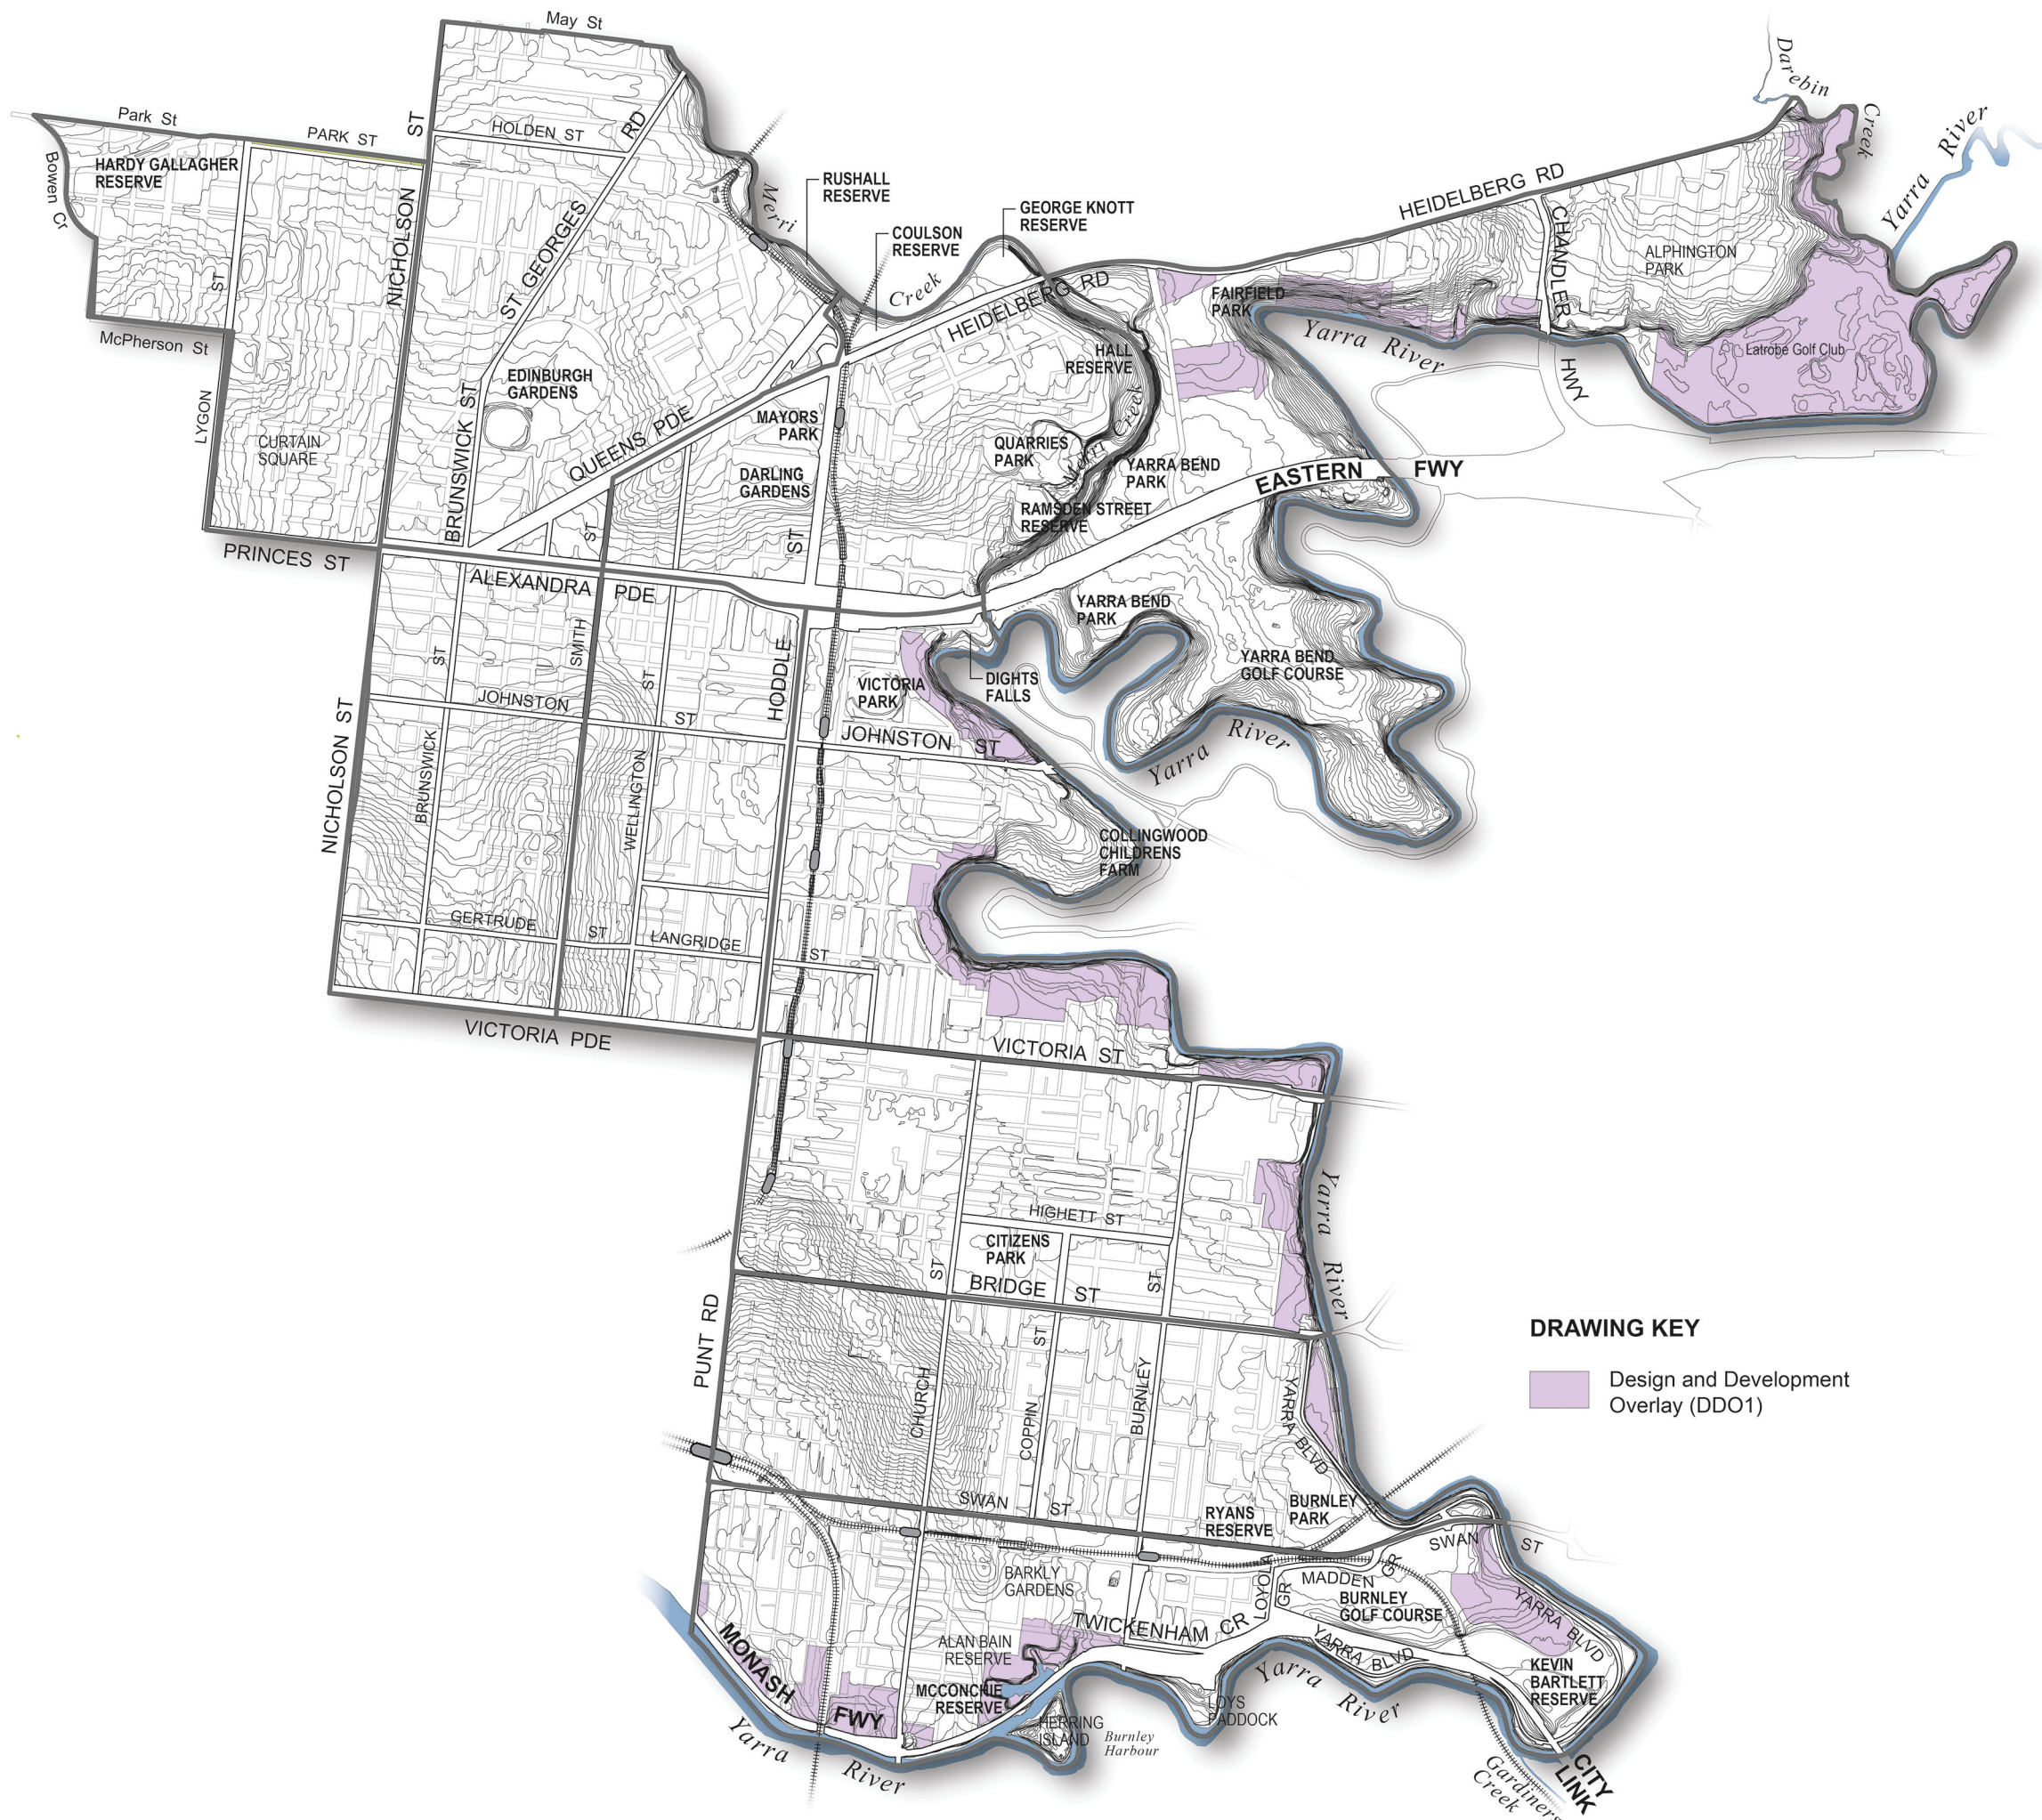 May St
Darebin
Creek
Yarra River
Park St
PARK ST
ST
HOLDEN ST
RD
Bowen Cr
HARDY GALLAGHER
RESERVE
Merri
RUSHALL
RESERVE
GEORGE KNOTT
RESERVE
HEIDELBERG RD
CHANDLER
HWY
COULSON
RESERVE
ALPHINGTON
PARK
ST
NICHOLSON
ST GEORGES
Creek
HEIDELBERG RD
FAIRFIELD
PARK
Yarra River
McPherson St
HALL
RESERVE
Latrobe Golf Club
EDINBURGH
GARDENS
LYGON
BRUNSWICK ST
QUEENS PDE
MAYORS
PARK
Merri Creek
CURTAIN
SQUARE
QUARRIES
PARK
DARLING
GARDENS
YARRA BEND
PARK
EASTERN FWY
RAMSDEN STREET
RESERVE
ST
ST
PRINCES ST
ALEXANDRA PDE
YARRA BEND
PARK
SMITH
ST
ST
HODDLE
YARRA BEND
GOLF COURSE
VICTORIA
PARK
DIGHTS
FALLS
JOHNSTON ST
JOHNSTON ST
Yarra River
NICHOLSON ST
BRUNSWICK
WELLINGTON
COLLINGWOOD
CHILDRENS
FARM
GERTRUDE ST
LANGRIDGE ST
VICTORIA PDE
VICTORIA ST
Yarra River
HIGHETT ST
CITIZENS
PARK
ST
BRIDGE ST
ST
PUNT RD
ST
DRAWING KEY
Design and Development
Overlay (DDO1)
CHURCH
COPPIN
BURNLEY
YARRA BLVD
SWAN ST
RYANS
RESERVE
BURNLEY
PARK
SWAN ST
BARKLY
GARDENS
LOYOLA
GR
MADDEN
GR
BURNLEY
GOLF COURSE
YARRA BLVD
TWICKENHAM CR
ALAN BAIN
RESERVE
YARRA BLVD
MONASH
FWY
MCCONCHIE
RESERVE
KEVIN
BARTLETT
RESERVE
Yarra River
LOYS
PADDOCK
HERRING
ISLAND
Burnley
Harbour
Yarra River
CITY
LINK
Gardiners
Creek